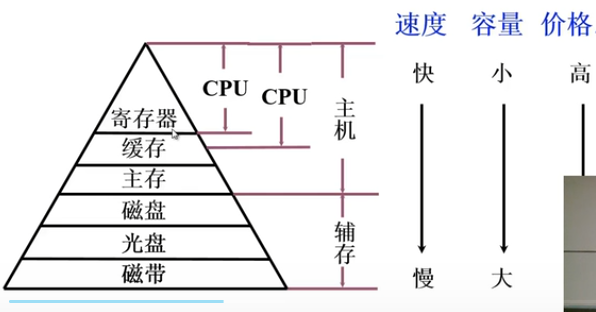 速度 容量 价格
快 小 高
CPU CPU 主机
寄存器
缓存
主存
磁盘
光盘
磁带
辅存
慢 大